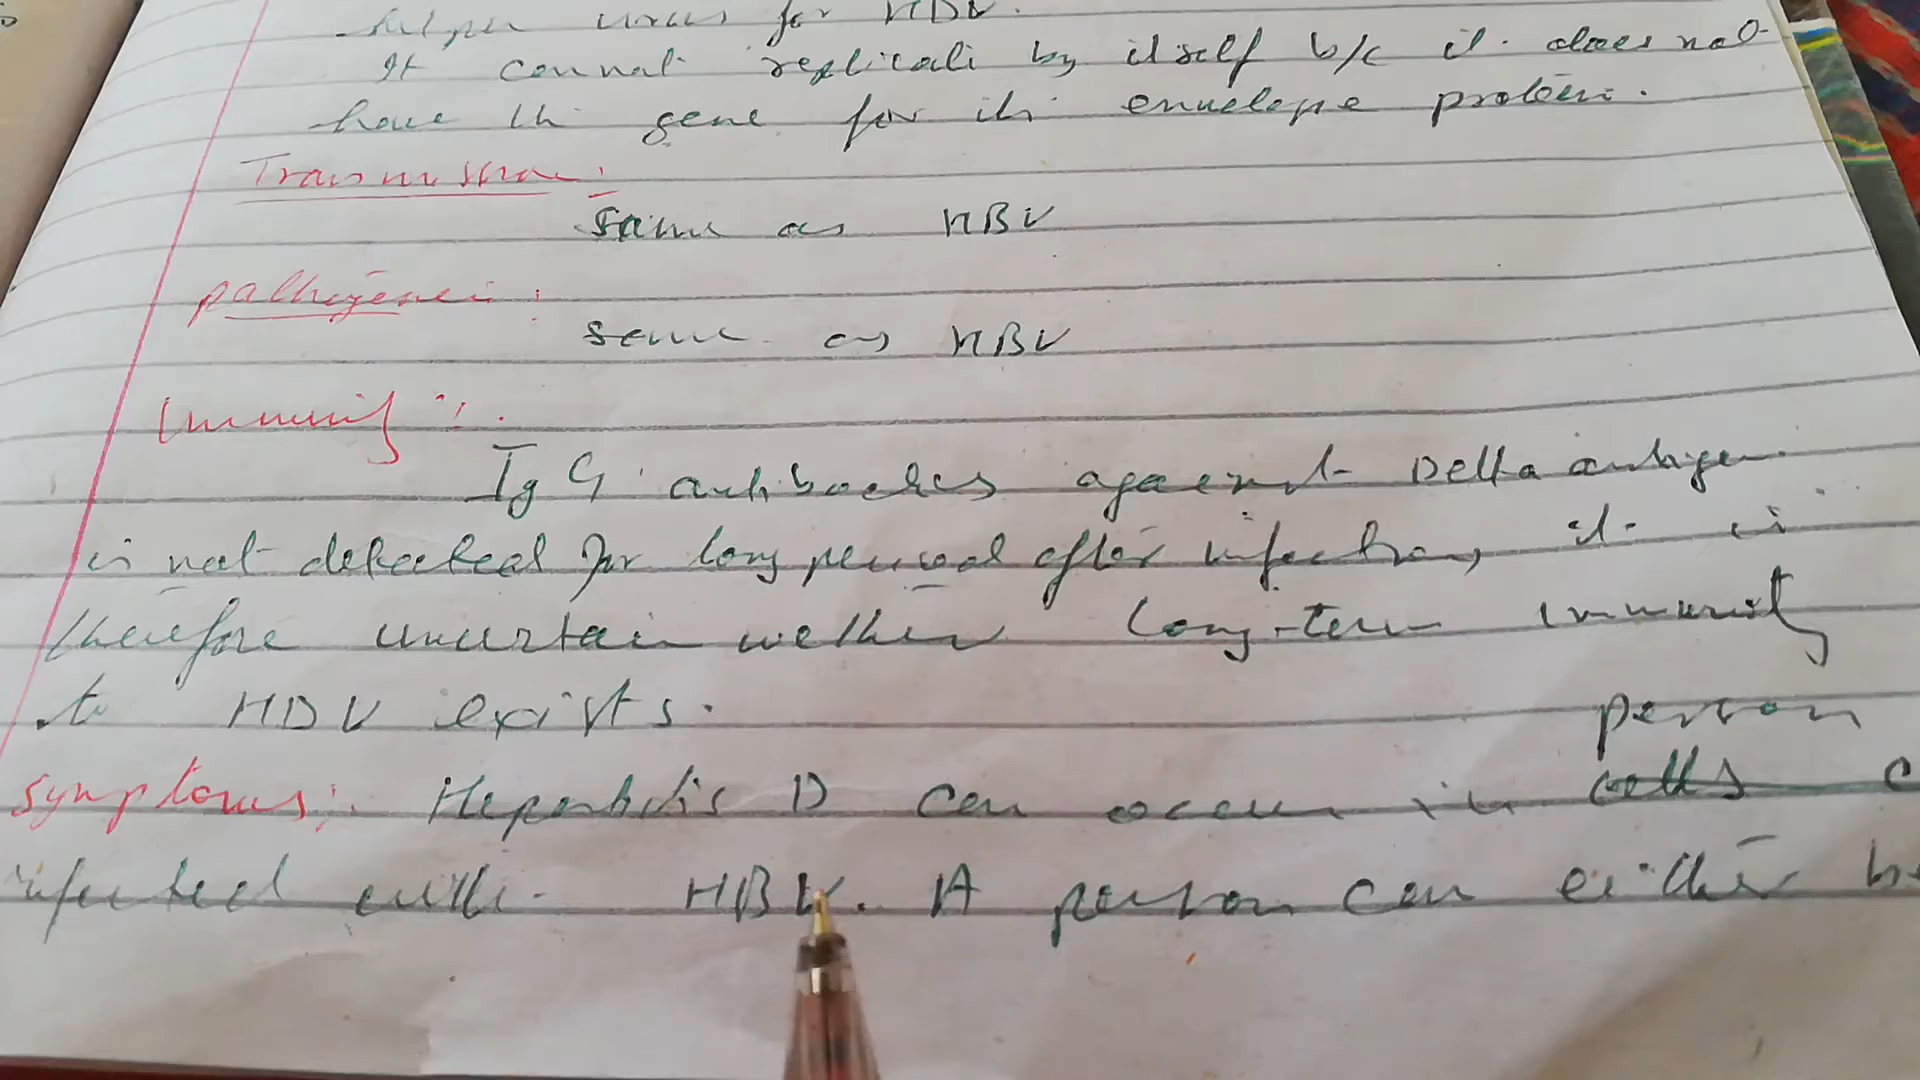 helper virus for HDV.
It cannot replicate by itself b/c it does not
have the gene for its envelope protein.
Transmission:
Same as HBV
pathogenesis:
Same as HBV
Immunity:
IgG antibodies against Delta antigen
is not detected for long period after infection, it is
therefore uncertain wether long-term immunity
to HDV exists.
person
Symptoms: Hepatitis D can occur in cells
infected with HBV. A person can either be